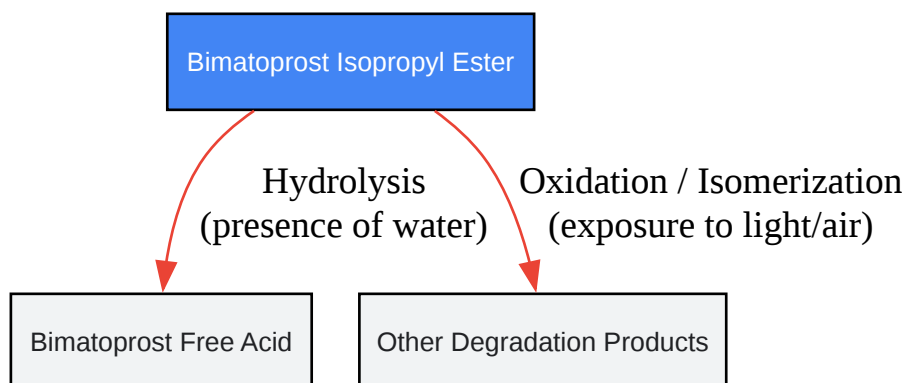 Bimatoprost Isopropyl Ester
Hydrolysis
(presence of water)
Oxidation / Isomerization
(exposure to light/air)
Bimatoprost Free Acid
Other Degradation Products